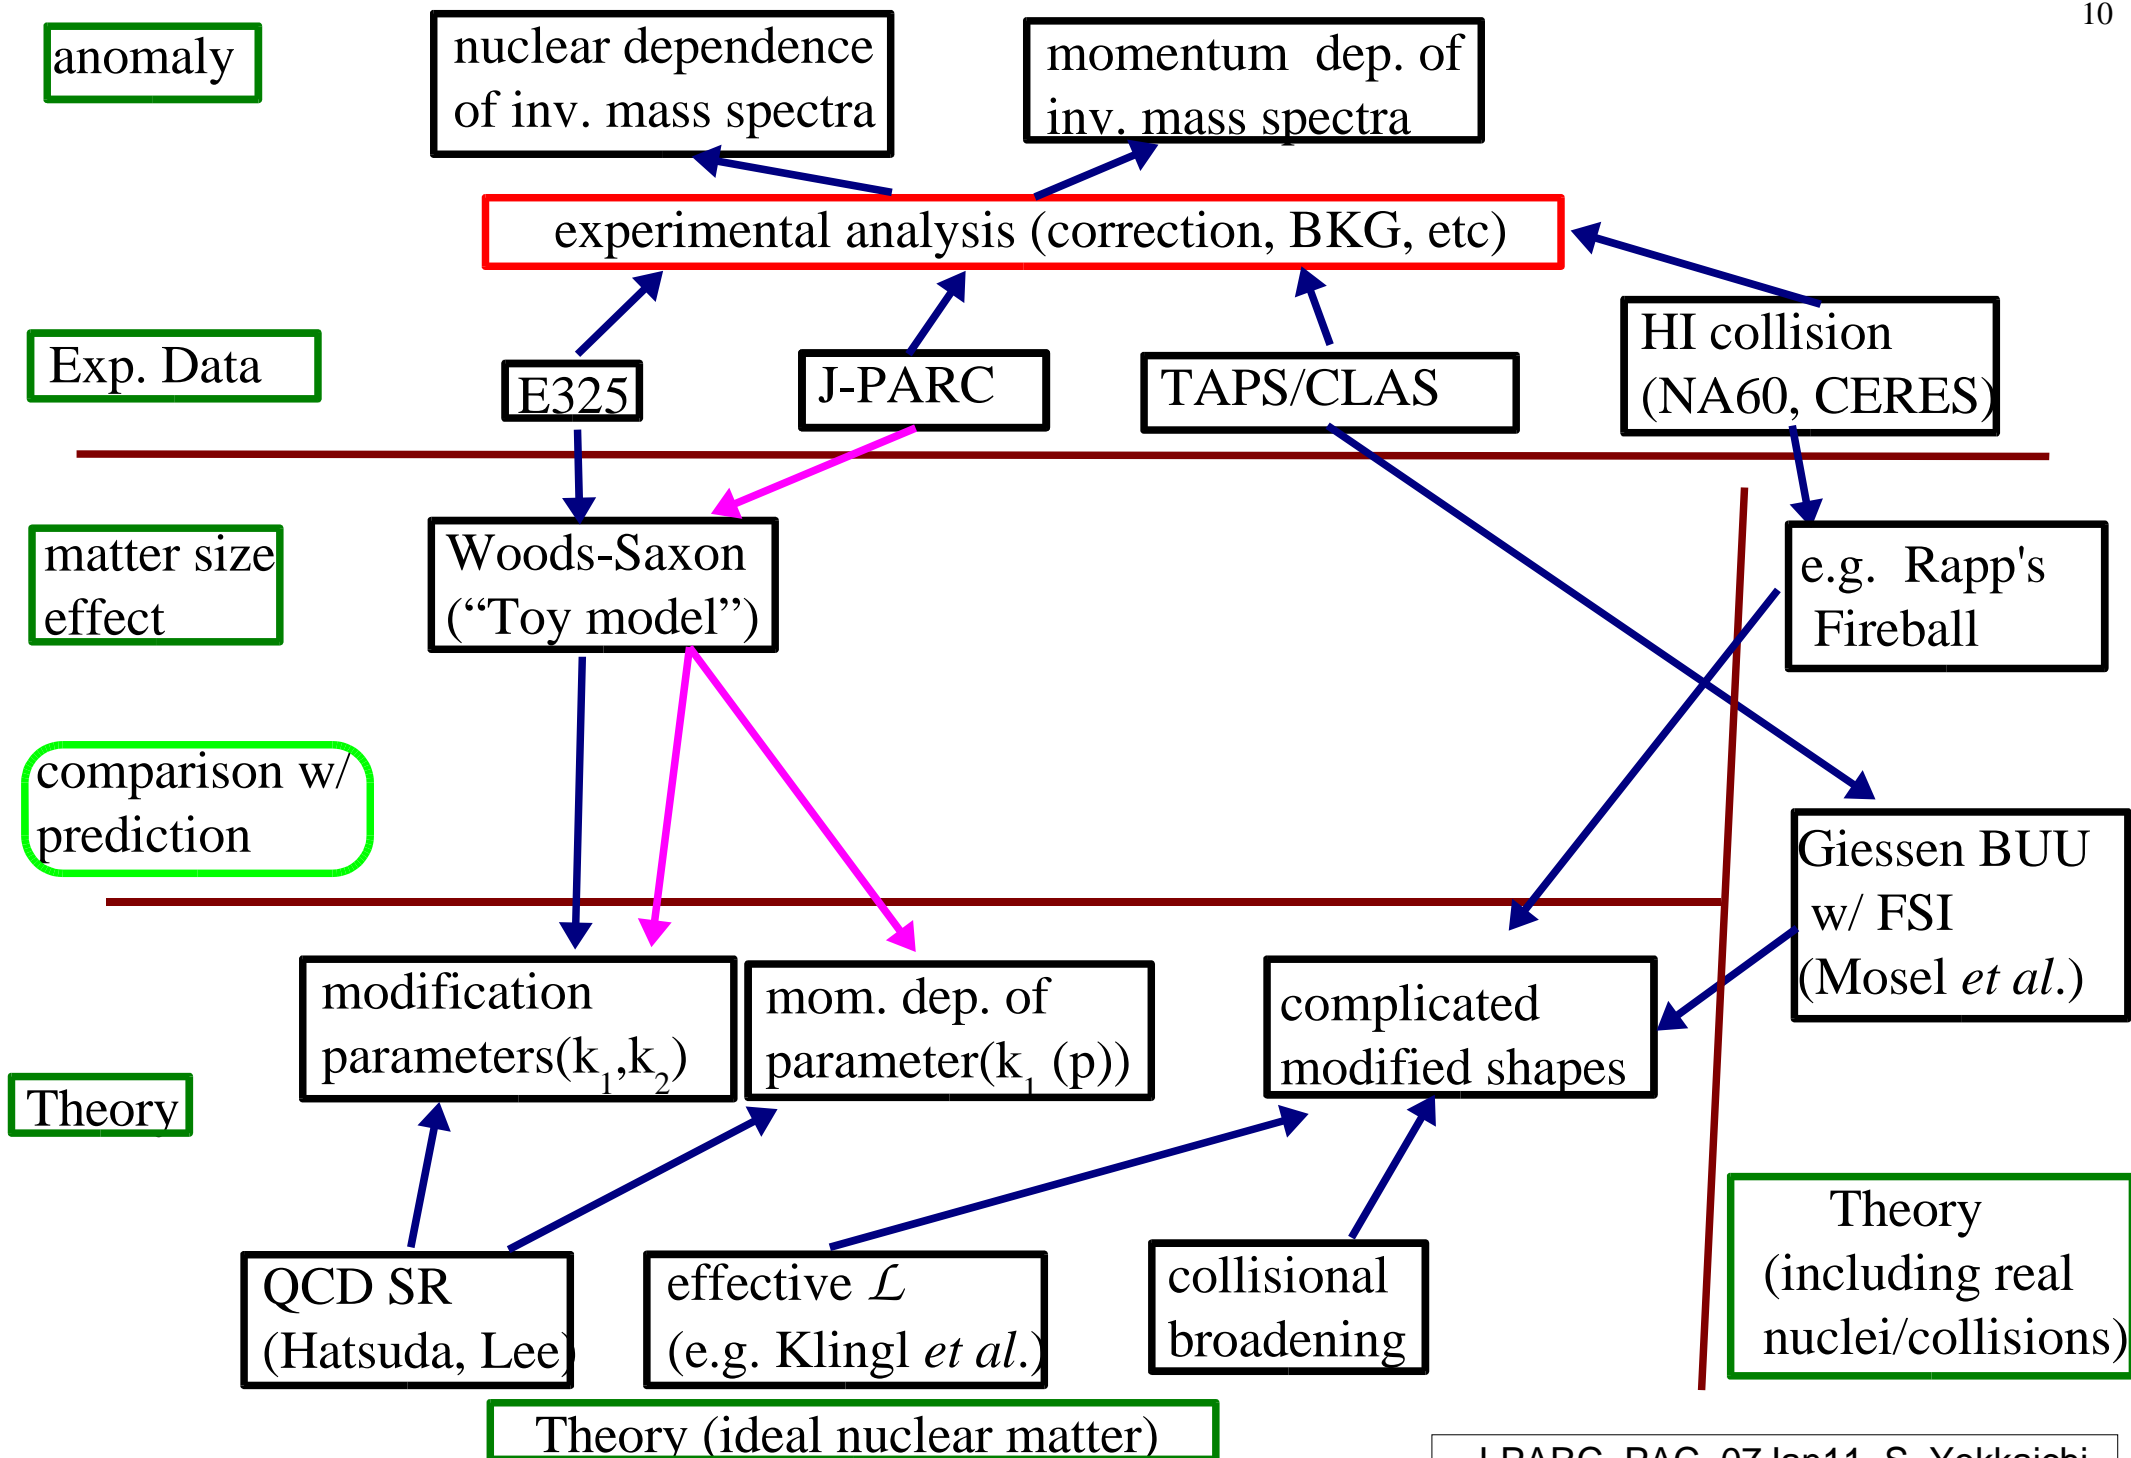 10
anomaly
nuclear dependence
of inv. mass spectra
momentum dep. of
inv. mass spectra
experimental analysis (correction, BKG, etc)
Exp. Data
E325
J-PARC
TAPS/CLAS
HI collision
(NA60, CERES)
matter size
effect
Woods-Saxon
(“Toy model”)
e.g. Rapp's
Fireball
comparison w/
prediction
Giessen BUU
w/ FSI
(Mosel et al.)
modification
parameters(k₁,k₂)
mom. dep. of
parameter(k₁ (p))
complicated
modified shapes
Theory
Theory
(including real
nuclei/collisions)
QCD SR
(Hatsuda, Lee)
effective ℒ
(e.g. Klingl et al.)
collisional
broadening
Theory (ideal nuclear matter)
J-PARC PAC 07Jan11 S. Yokkaichi